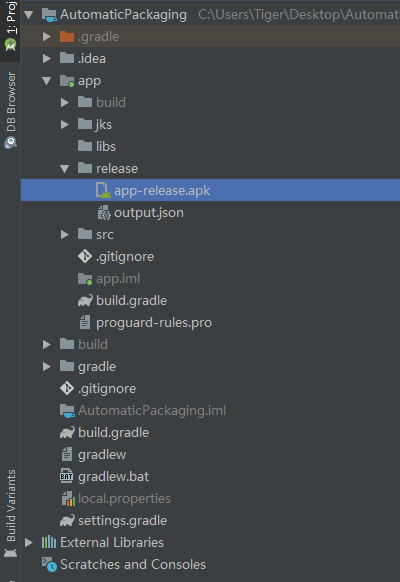 1: Proj
DB Browser
Build Variants
AutomaticPackaging C:\Users\Tiger\Desktop\Automat
.gradle
.idea
app
build
jks
libs
release
app-release.apk
output.json
src
.gitignore
app.iml
build.gradle
proguard-rules.pro
build
gradle
.gitignore
AutomaticPackaging.iml
build.gradle
gradlew
gradlew.bat
local.properties
settings.gradle
External Libraries
Scratches and Consoles